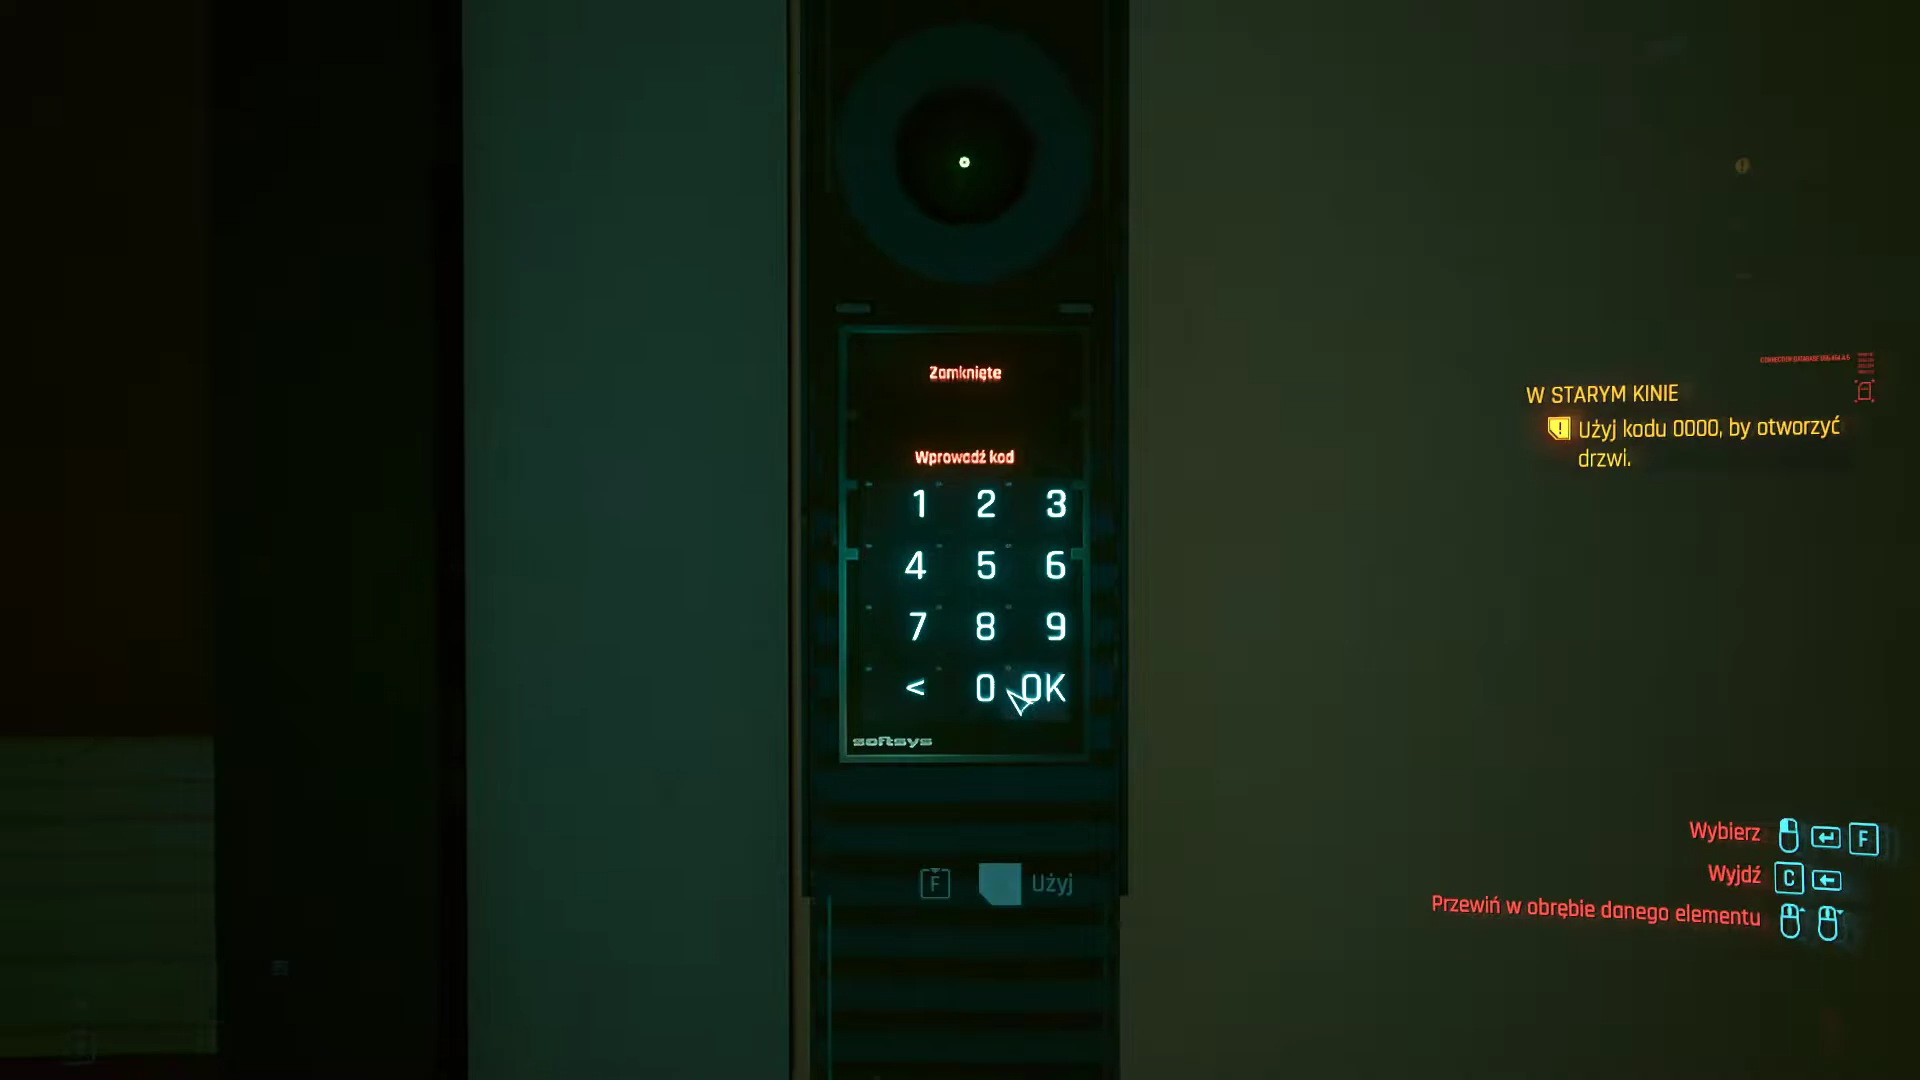 Zamknięte
Wprowadź kod
1 2 3
4 5 6
7 8 9
< 0 OK
softsys
F Użyj
W STARYM KINIE
! Użyj kodu 0000, by otworzyć
drzwi.
Wybierz F
Wyjdź C
Przewiń w obrębie danego elementu